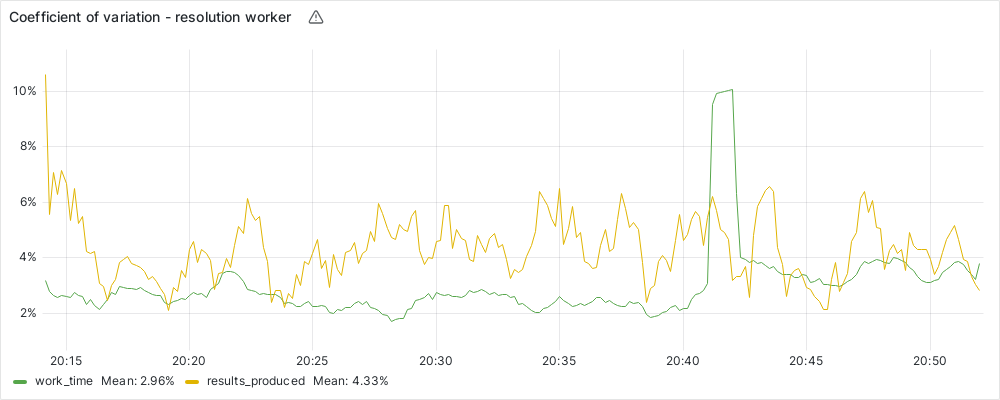 Coefficient of variation - resolution worker
10%
8%
6%
4%
2%
20:15 20:20 20:25 20:30 20:35 20:40 20:45 20:50
work_time Mean: 2.96% results_produced Mean: 4.33%